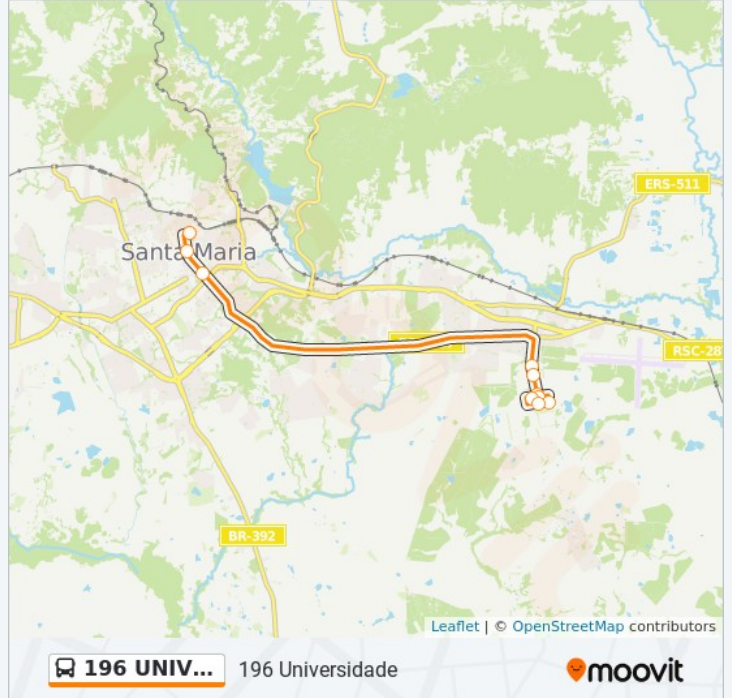 ERS-511
Santa Maria
RSC-28
BR-392
Leaflet | © OpenStreetMap contributors
196 UNIV... 196 Universidade
moovit